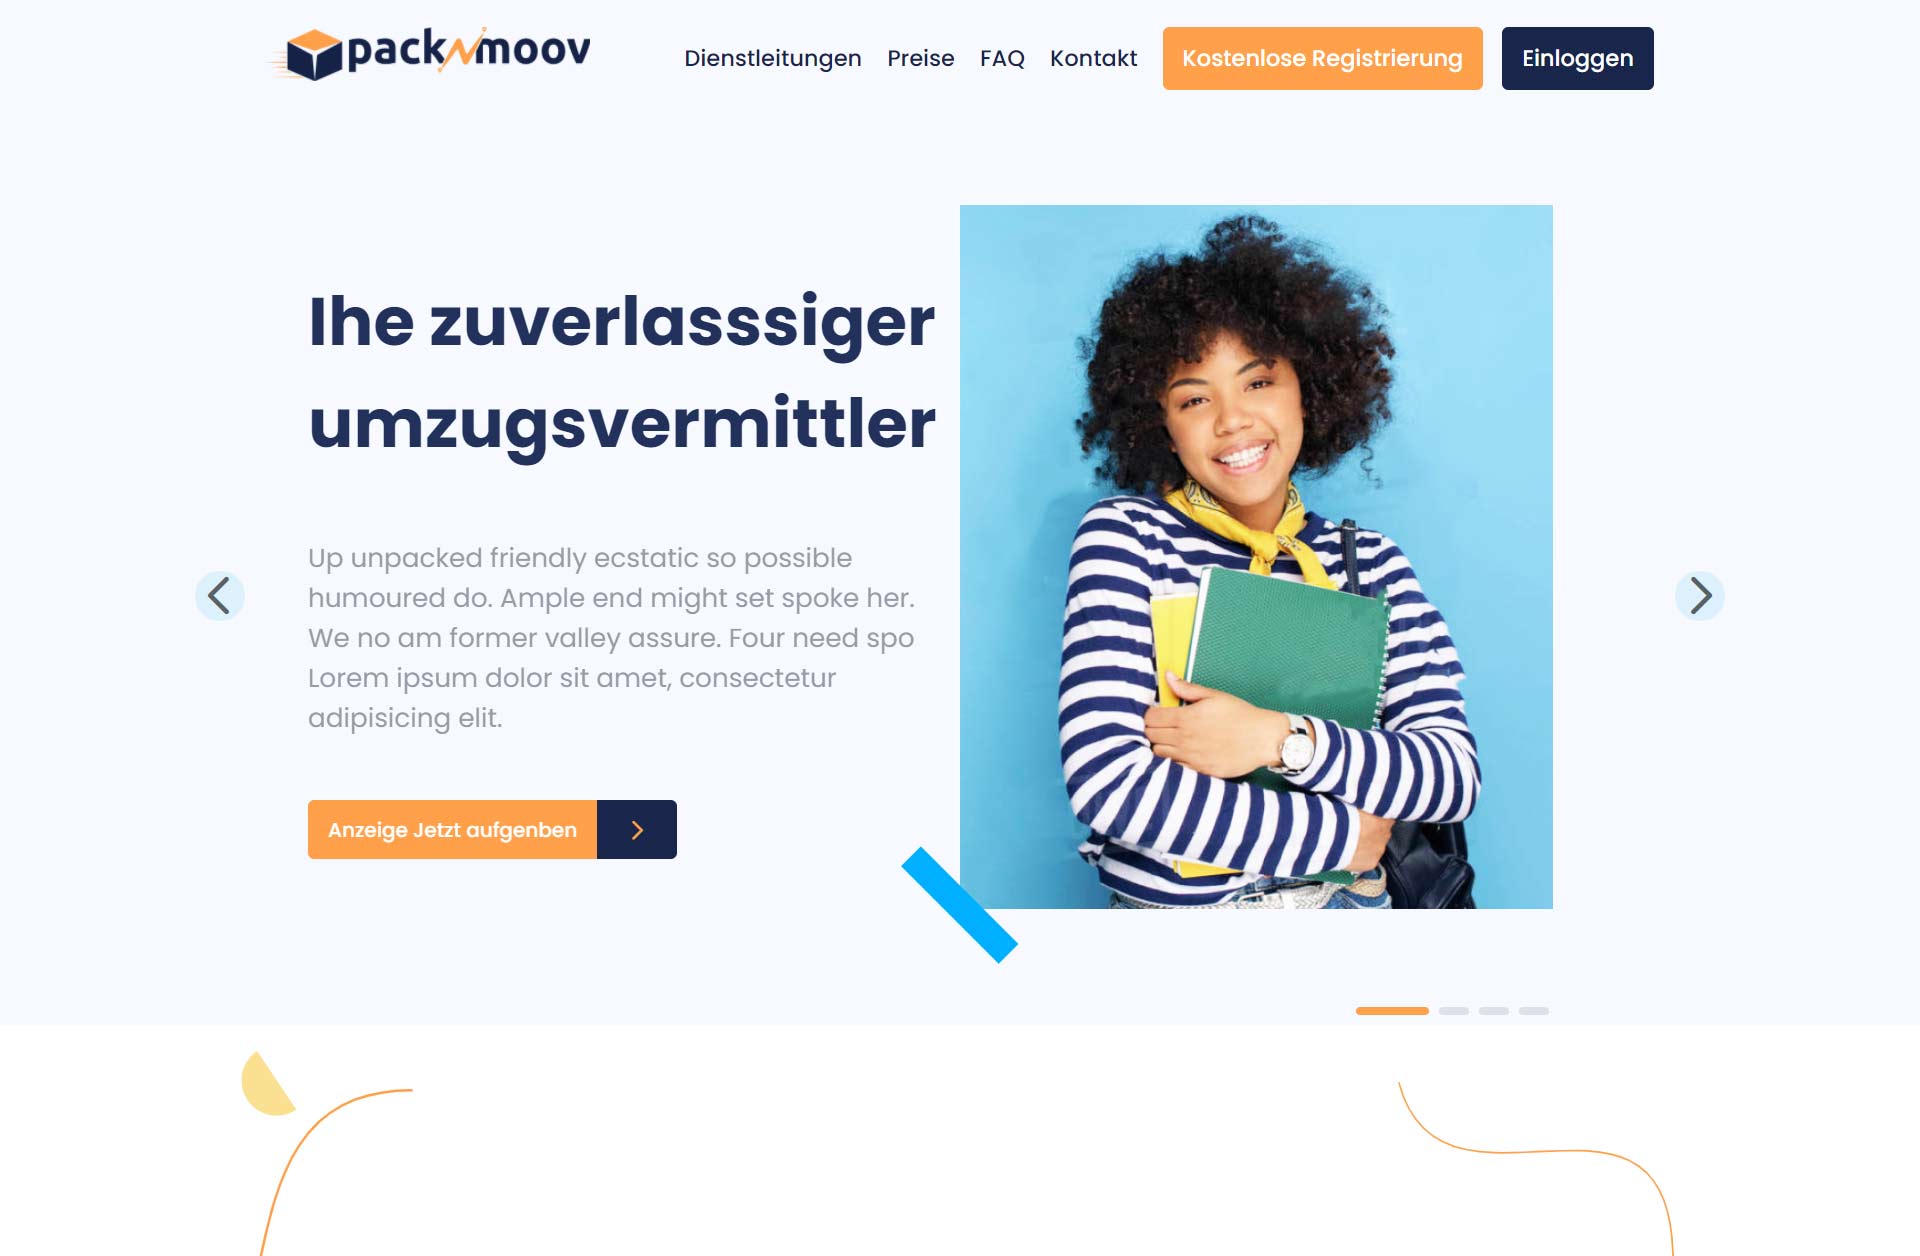 packnmoov
Dienstleitungen Preise FAQ Kontakt Kostenlose Registrierung Einloggen
Ihe zuverlasssiger
umzugsvermittler
Up unpacked friendly ecstatic so possible
humoured do. Ample end might set spoke her.
We no am former valley assure. Four need spo
Lorem ipsum dolor sit amet, consectetur
adipisicing elit.
Anzeige Jetzt aufgenben